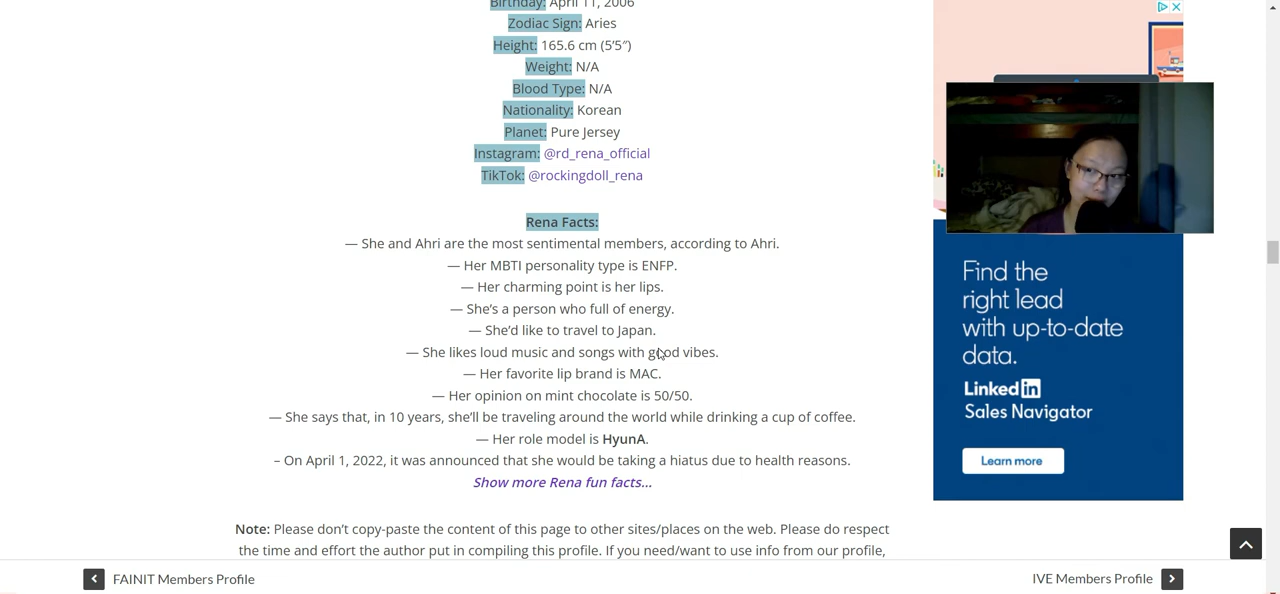 Birthday: April 11, 2006
Zodiac Sign: Aries
Height: 165.6 cm (5’5″)
Weight: N/A
Blood Type: N/A
Nationality: Korean
Planet: Pure Jersey
Instagram: @rd_rena_official
TikTok: @rockingdoll_rena
Rena Facts:
— She and Ahri are the most sentimental members, according to Ahri.
— Her MBTI personality type is ENFP.
— Her charming point is her lips.
— She’s a person who full of energy.
— She’d like to travel to Japan.
— She likes loud music and songs with good vibes.
— Her favorite lip brand is MAC.
— Her opinion on mint chocolate is 50/50.
— She says that, in 10 years, she’ll be traveling around the world while drinking a cup of coffee.
— Her role model is HyunA.
– On April 1, 2022, it was announced that she would be taking a hiatus due to health reasons.
Show more Rena fun facts…
Note: Please don’t copy-paste the content of this page to other sites/places on the web. Please do respect
the time and effort the author put in compiling this profile. If you need/want to use info from our profile,
FAINIT Members Profile
IVE Members Profile
Find the
right lead
with up-to-date
data.
Linked in
Sales Navigator
Learn more